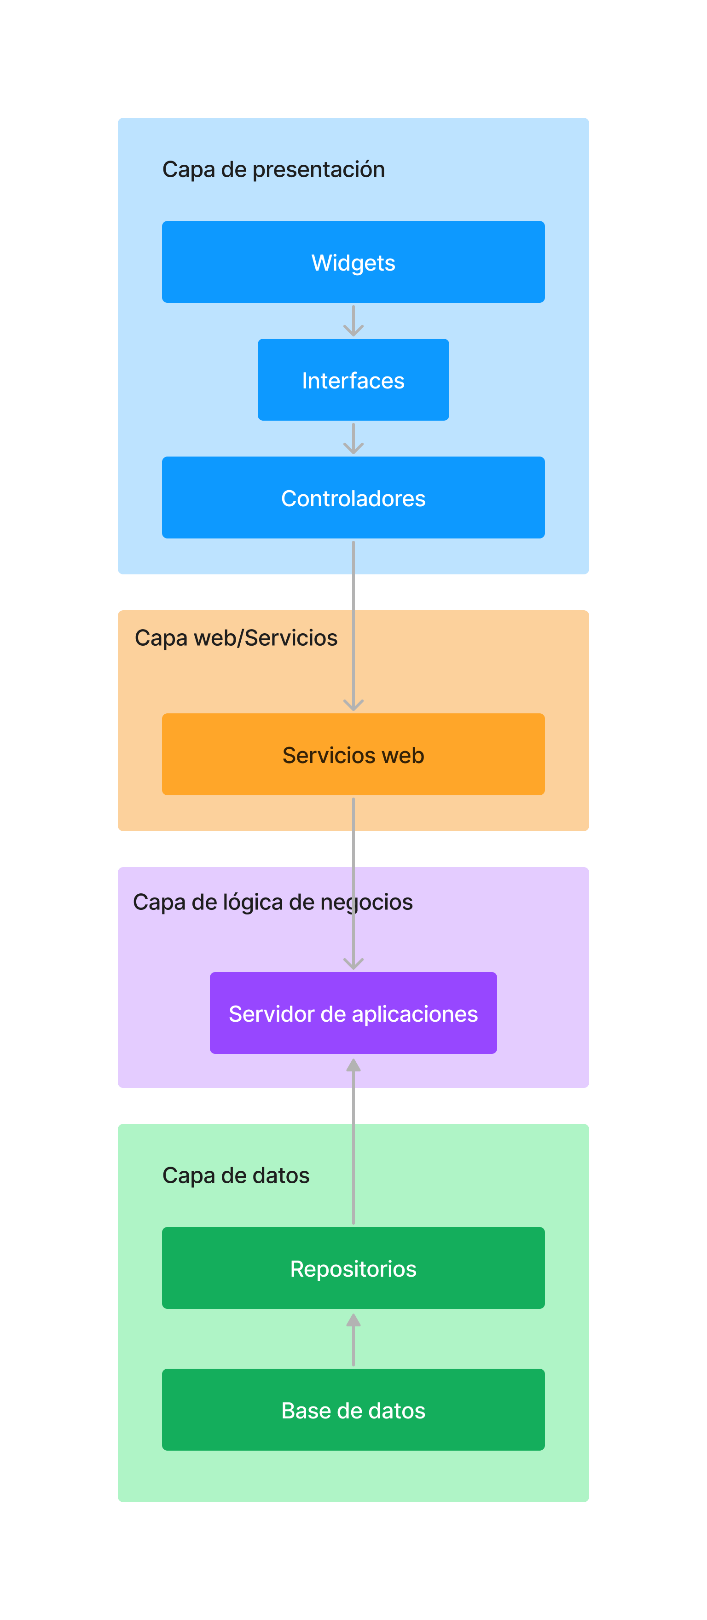 Capa de presentación
Widgets
Interfaces
Controladores
Capa web/Servicios
Servicios web
Capa de lógica de negocios
Servidor de aplicaciones
Capa de datos
Repositorios
Base de datos